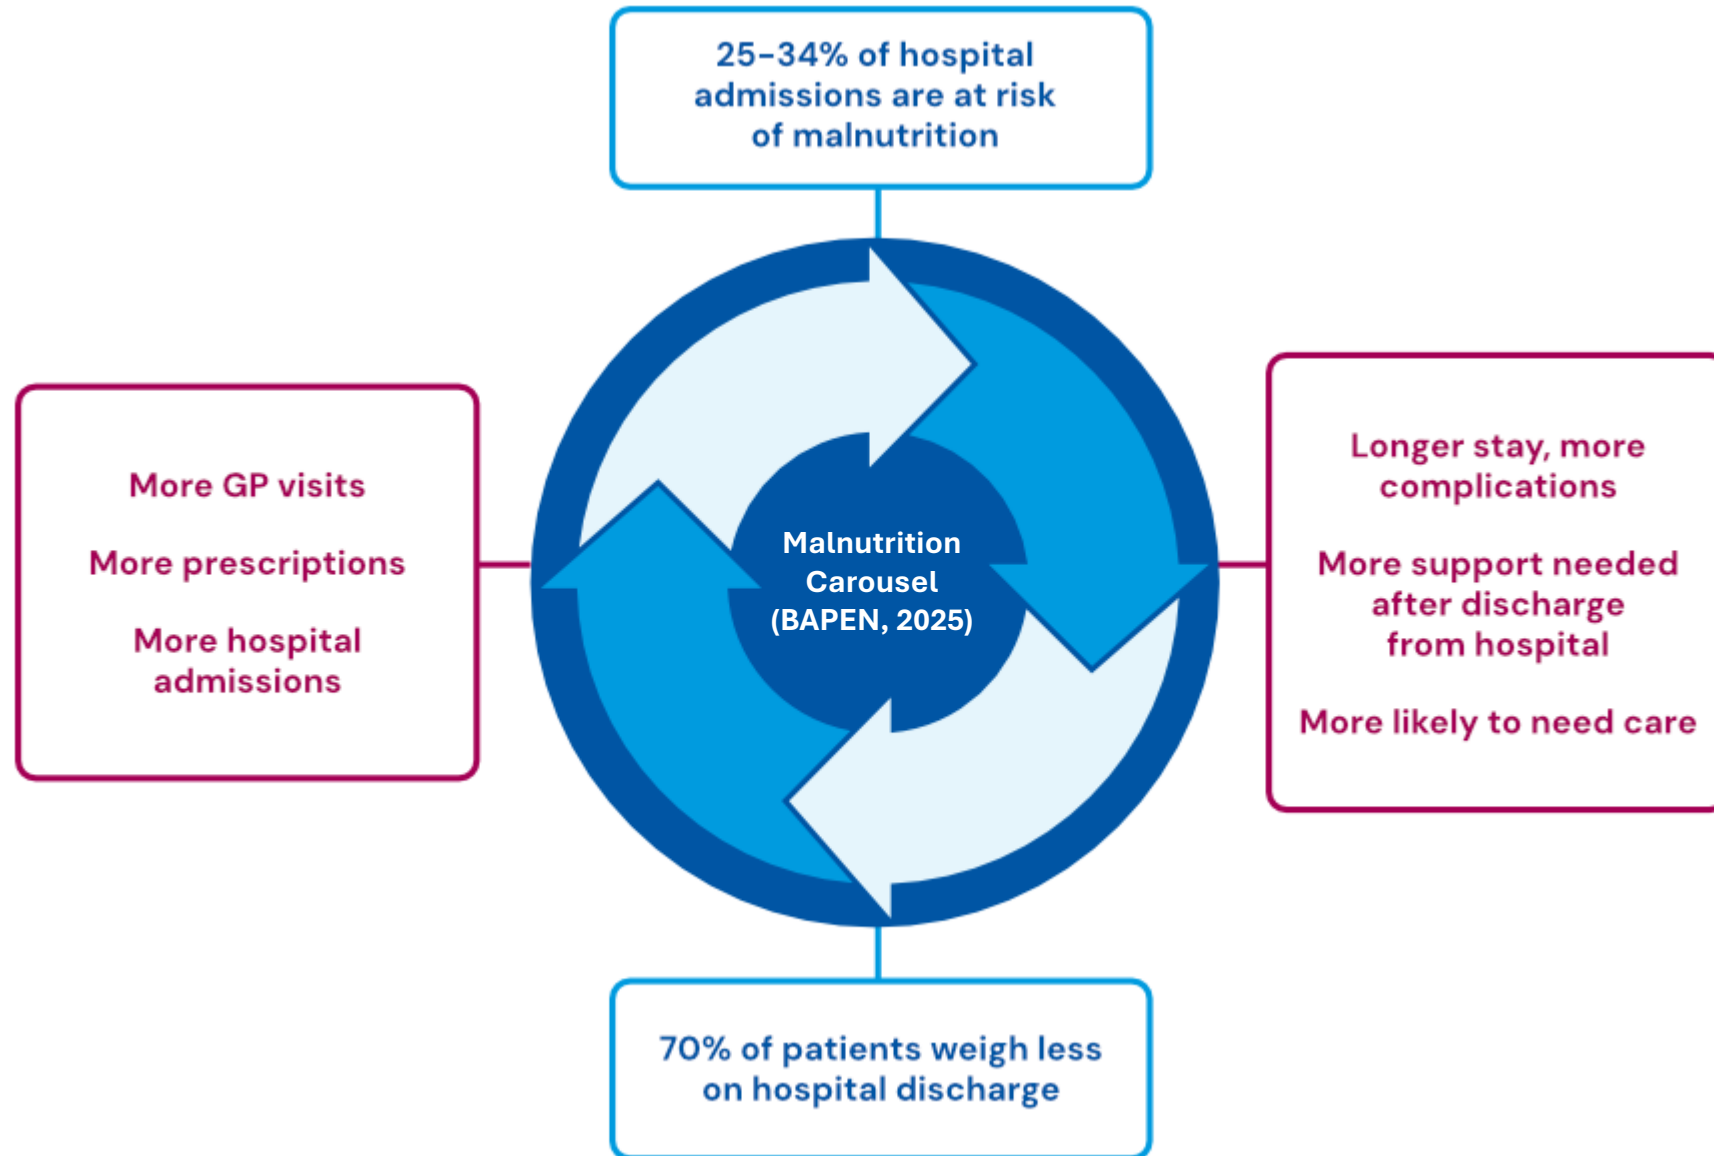 25-34% of hospital
admissions are at risk
of malnutrition
More GP visits
More prescriptions
More hospital
admissions
Malnutrition
Carousel
(BAPEN, 2025)
Longer stay, more
complications
More support needed
after discharge
from hospital
More likely to need care
70% of patients weigh less
on hospital discharge